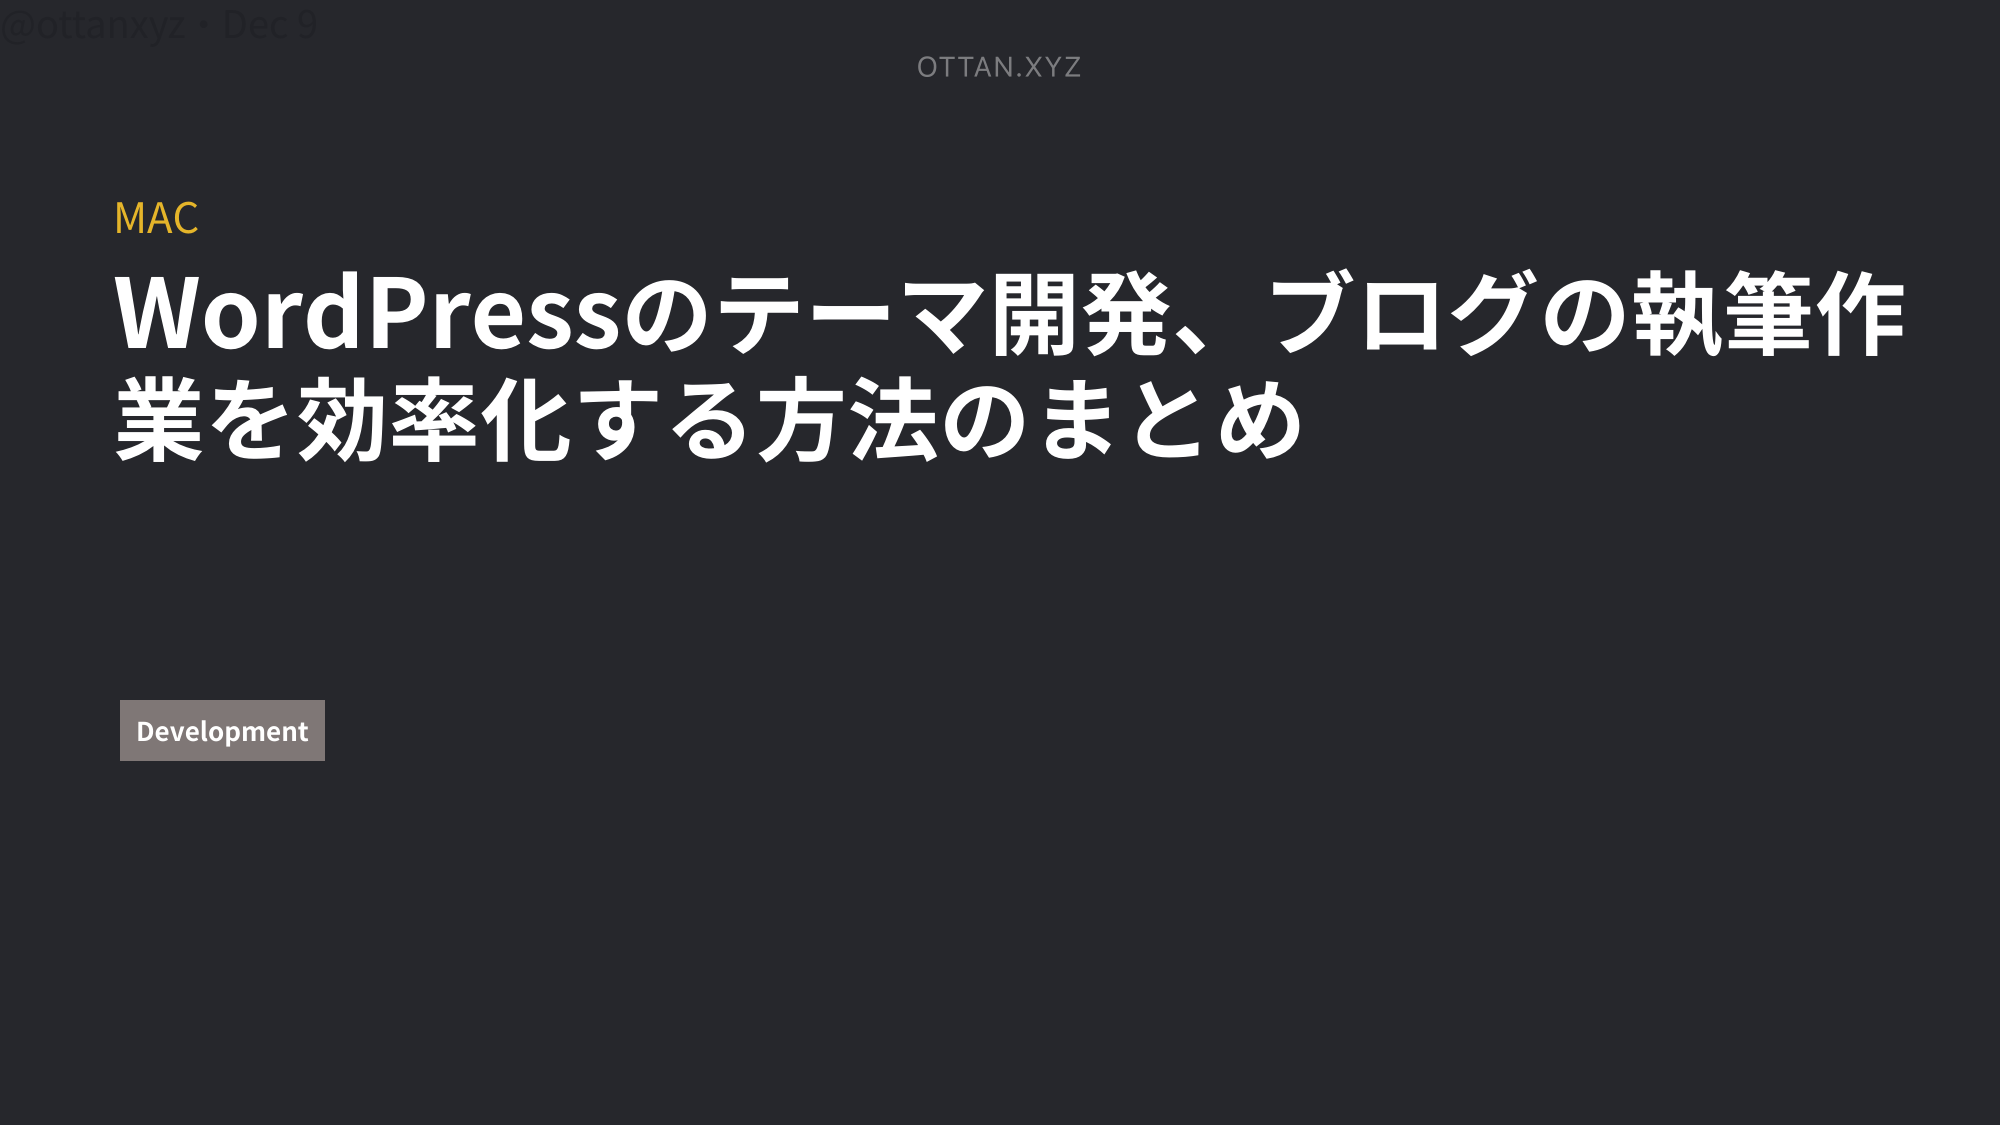 @ottanxyz・Dec 9
OTTAN.XYZ
MAC
WordPressのテーマ開発、ブログの執筆作
業を効率化する方法のまとめ
Development